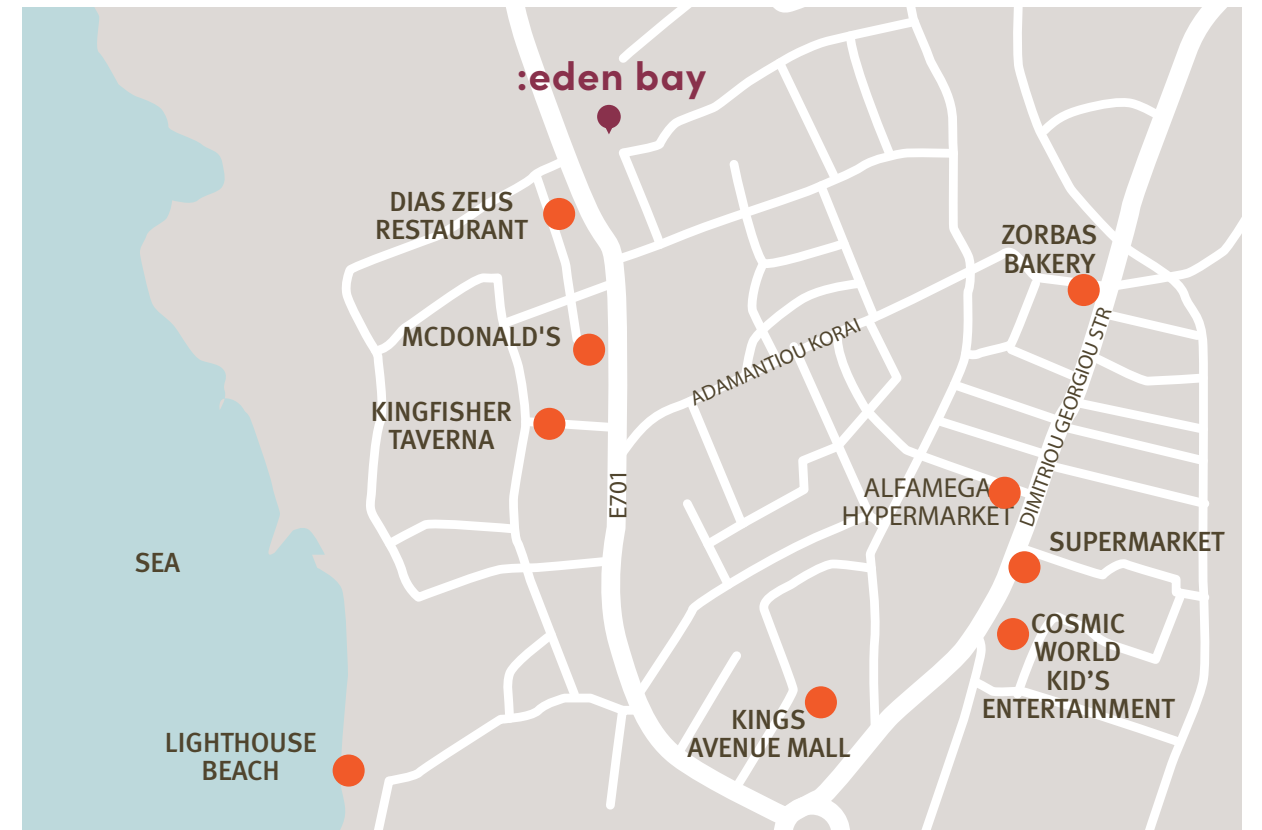 :eden bay
DIAS ZEUS
RESTAURANT
ZORBAS
BAKERY
MCDONALD'S
ADAMANTIOU KORAI
DIMITRIOU GEORGIOU STR
KINGFISHER
TAVERNA
E701
ALFAMEGA
HYPERMARKET
SUPERMARKET
SEA
COSMIC
WORLD
KID’S
ENTERTAINMENT
KINGS
AVENUE MALL
LIGHTHOUSE
BEACH